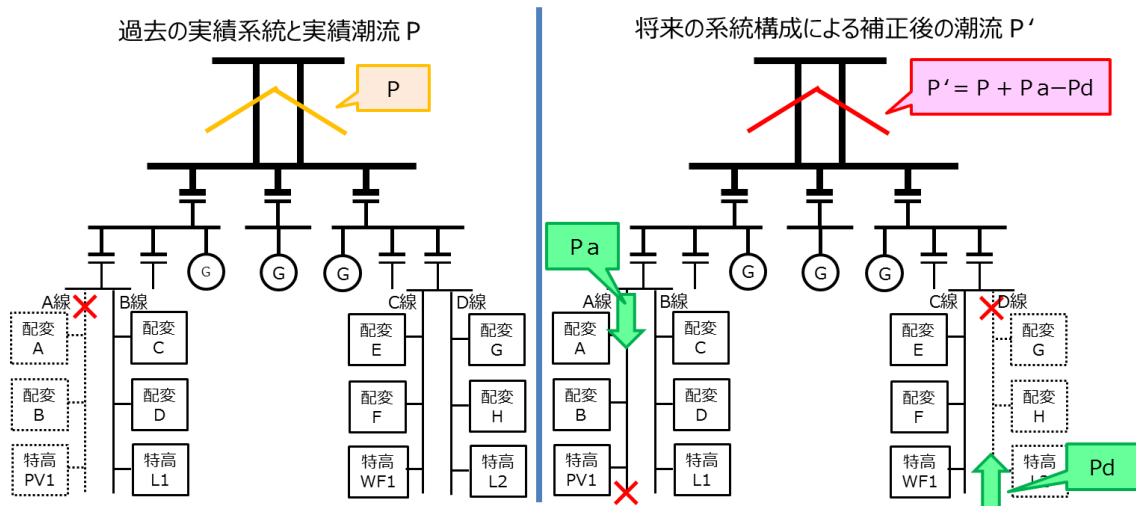 過去の実績系統と実績潮流 P
P
G
G
G
A線
B線
C線
D線
配変
A
配変
C
配変
E
配変
G
配変
B
配変
D
配変
F
配変
H
特高
PV1
特高
L1
特高
WF1
特高
L2
将来の系統構成による補正後の潮流 P‘
P‘= P + P a−Pd
P a
G
G
G
A線
B線
C線
D線
配変
A
配変
C
配変
E
配変
G
配変
B
配変
D
配変
F
配変
H
特高
PV1
特高
L1
特高
WF1
特高
Pd